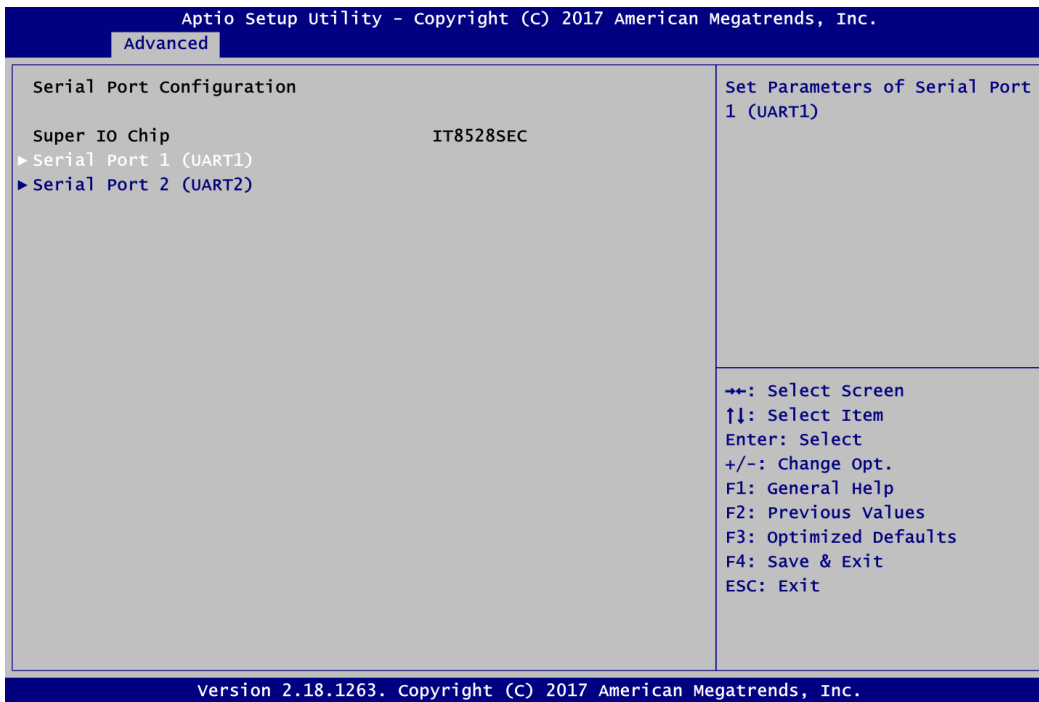 Aptio Setup Utility - Copyright (C) 2017 American Megatrends, Inc.
Advanced
Serial Port Configuration
Super IO Chip IT8528SEC
▶ Serial Port 1 (UART1)
▶ Serial Port 2 (UART2)
Set Parameters of Serial Port
1 (UART1)
→←: Select Screen
↑↓: Select Item
Enter: Select
+/-: Change Opt.
F1: General Help
F2: Previous Values
F3: Optimized Defaults
F4: Save & Exit
ESC: Exit
Version 2.18.1263. Copyright (C) 2017 American Megatrends, Inc.